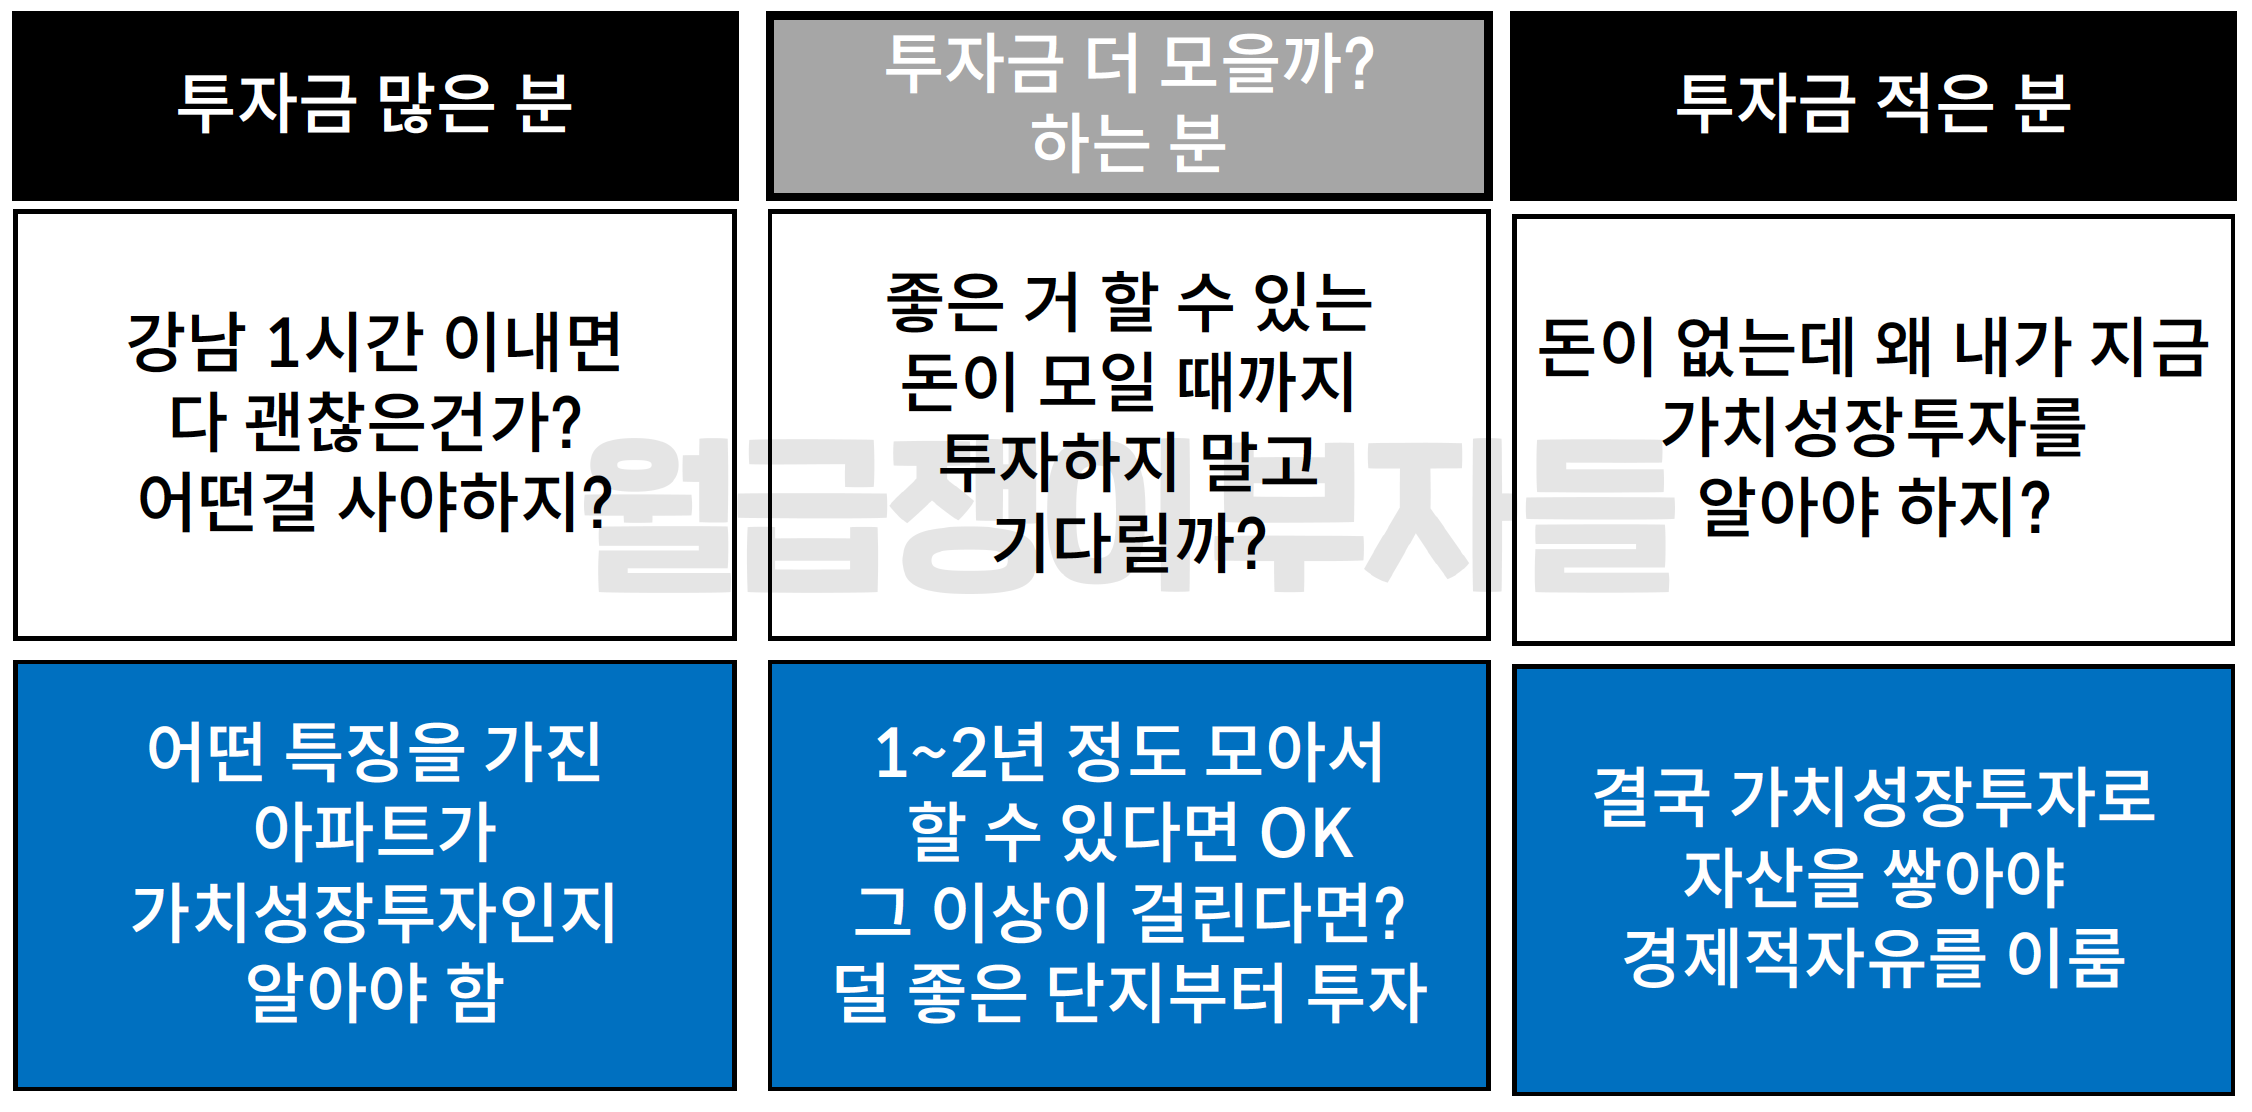 투자금 많은 분
투자금 더 모을까?
하는 분
투자금 적은 분
강남 1시간 이내면
다 괜찮은건가?
어떤걸 사야하지?
좋은 거 할 수 있는
돈이 모일 때까지
투자하지 말고
기다릴까?
돈이 없는데 왜 내가 지금
가치성장투자를
알아야 하지?
월급쟁이부자들
어떤 특징을 가진
아파트가
가치성장투자인지
알아야 함
1~2년 정도 모아서
할 수 있다면 OK
그 이상이 걸린다면?
덜 좋은 단지부터 투자
결국 가치성장투자로
자산을 쌓아야
경제적자유를 이룸